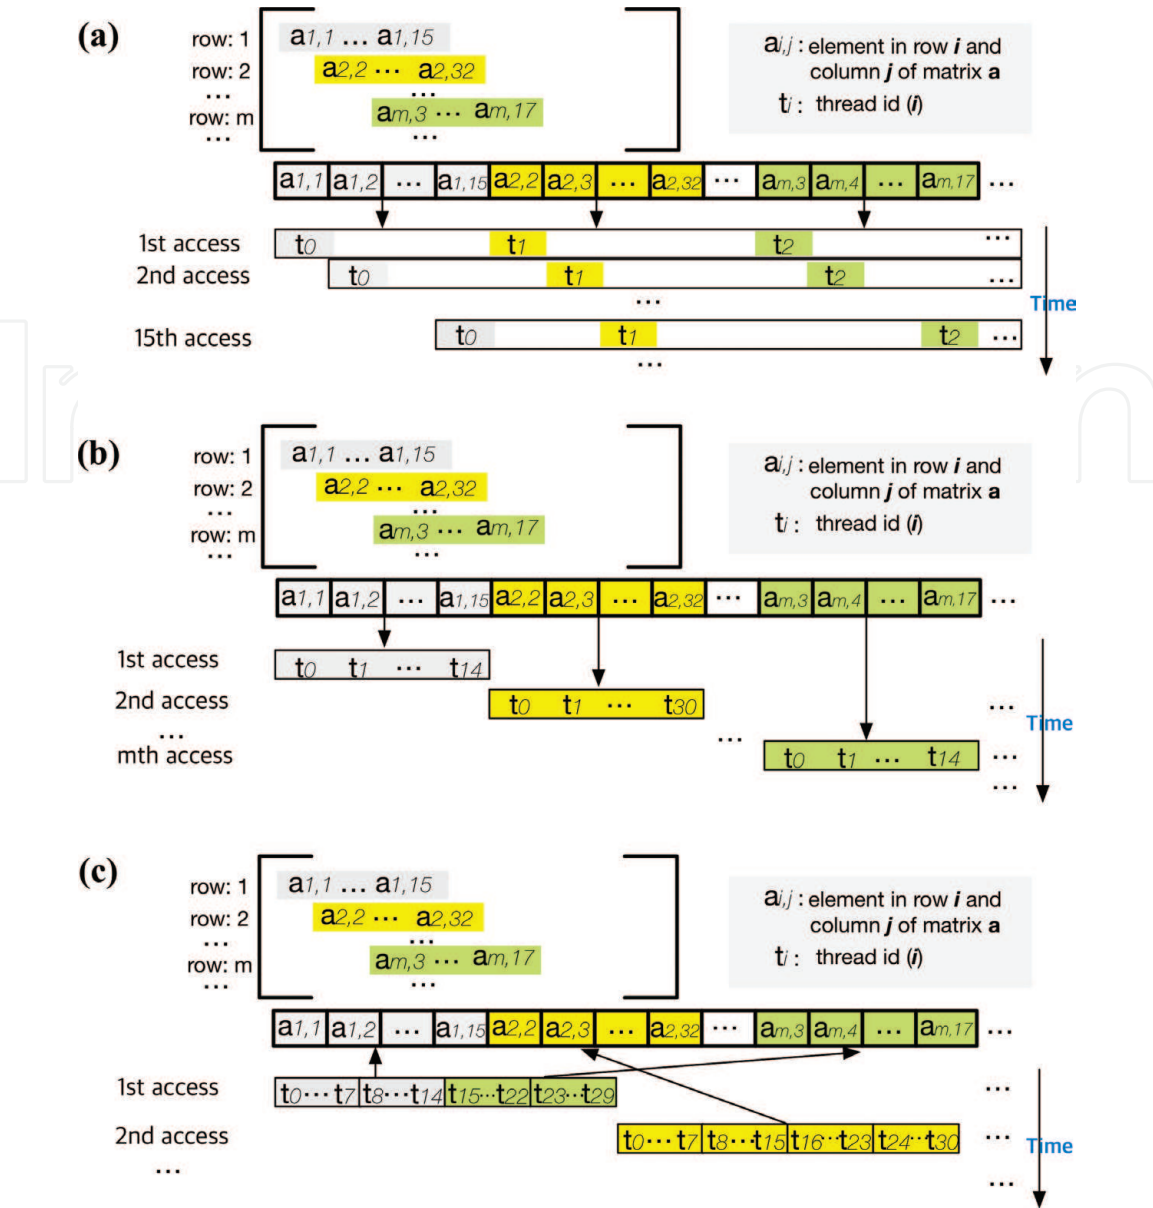 (a)
row: 1 a1,1 ... a1,15
row: 2 a2,2 ... a2,32
... ...
row: m am,3 ... am,17
... ...
ai,j : element in row i and
column j of matrix a
ti : thread id (i)
a1,1 a1,2 ... a1,15 a2,2 a2,3 ... a2,32 ... am,3 am,4 ... am,17 ...
1st access t0 t1 t2 ...
2nd access t0 t1 t2 ...
...
Time
15th access t0 t1 t2 ...
...
(b)
row: 1 a1,1 ... a1,15
row: 2 a2,2 ... a2,32
... ...
row: m am,3 ... am,17
... ...
ai,j : element in row i and
column j of matrix a
ti : thread id (i)
a1,1 a1,2 ... a1,15 a2,2 a2,3 ... a2,32 ... am,3 am,4 ... am,17 ...
1st access t0 t1 ... t14
2nd access t0 t1 ... t30 ...
Time
... ...
mth access t0 t1 ... t14 ...
...
(c)
row: 1 a1,1 ... a1,15
row: 2 a2,2 ... a2,32
... ...
row: m am,3 ... am,17
... ...
ai,j : element in row i and
column j of matrix a
ti : thread id (i)
a1,1 a1,2 ... a1,15 a2,2 a2,3 ... a2,32 ... am,3 am,4 ... am,17 ...
1st access t0...t7 t8...t14 t15...t22 t23...t29 ...
2nd access t0...t7 t8...t15 t16...t23 t24...t30 ...
Time
... ...